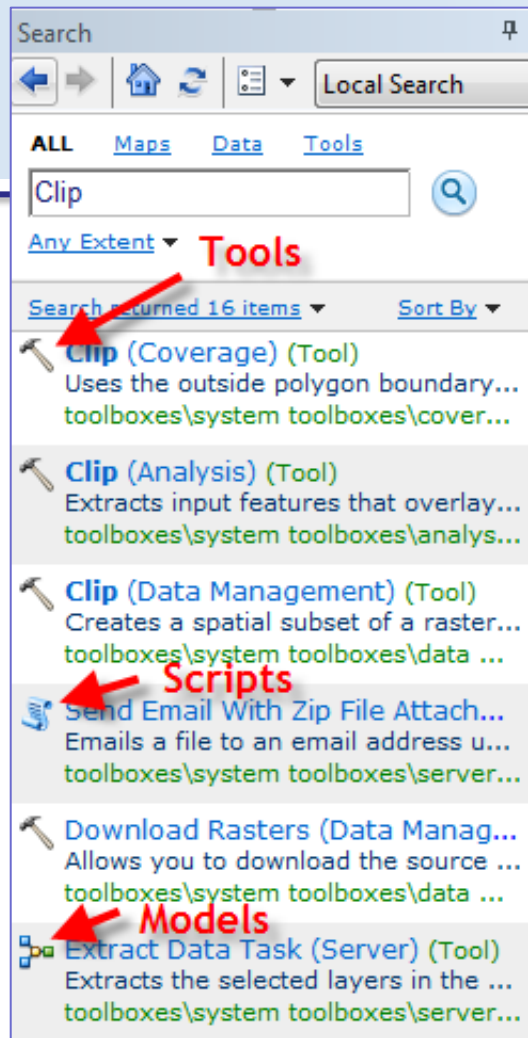 Search
Local Search
ALL Maps Data Tools
Clip
Any Extent
Tools
Search returned 16 items Sort By
Clip (Coverage) (Tool)
Uses the outside polygon boundary...
toolboxes\system toolboxes\cover...
Clip (Analysis) (Tool)
Extracts input features that overlay...
toolboxes\system toolboxes\analys...
Clip (Data Management) (Tool)
Creates a spatial subset of a raster...
toolboxes\system toolboxes\data ...
Scripts
Send Email With Zip File Attach...
Emails a file to an email address u...
toolboxes\system toolboxes\server...
Download Rasters (Data Manag...
Allows you to download the source ...
toolboxes\system toolboxes\data ...
Models
Extract Data Task (Server) (Tool)
Extracts the selected layers in the ...
toolboxes\system toolboxes\server...